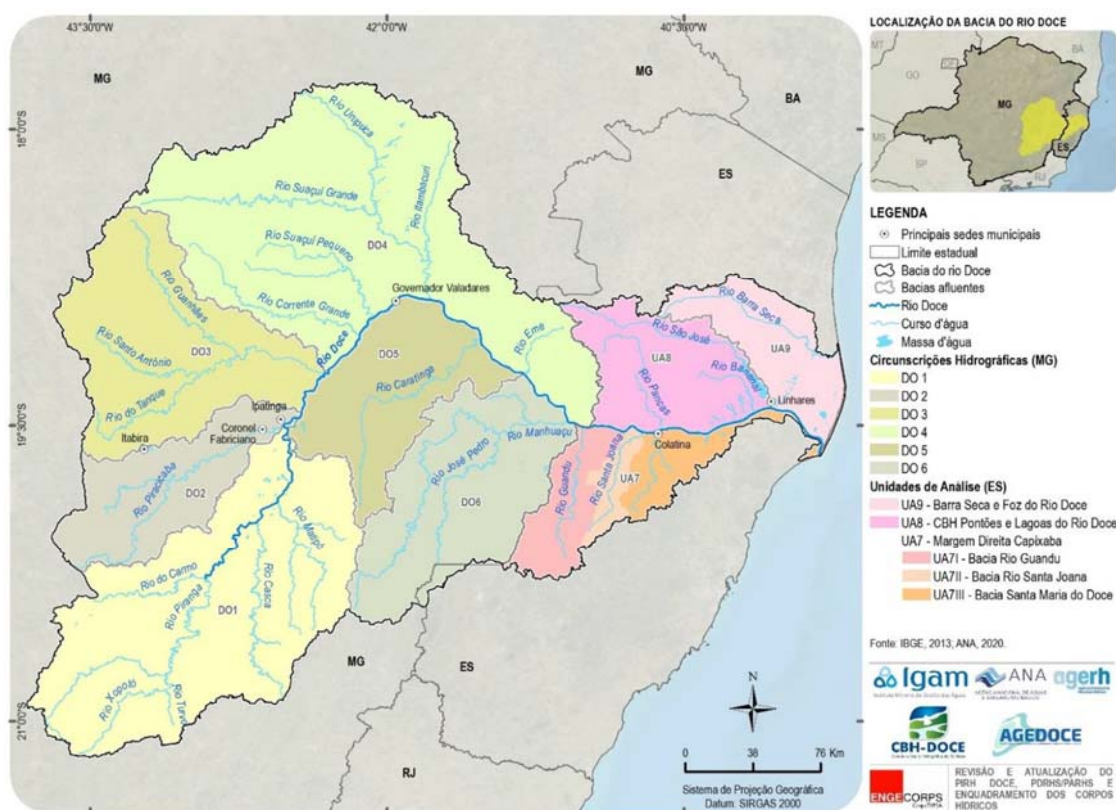 43°30'0"W
42°0'0"W
40°30'0"W
18°0'0"S
19°30'0"S
21°0'0"S
MG
MG
BA
ES
MG
ES
RJ
Rio Urupuca
Rio Itambacuri
Rio Suaçuí Grande
Rio Suaçuí Pequeno
DO4
Rio Corrente Grande
Governador Valadares
Rio Guanhães
Rio Santo Antônio
DO3
Rio do Tanque
Rio Doce
DO5
Rio Caratinga
Rio Eme
Ipatinga
Coronel Fabriciano
Itabira
Rio Piracicaba
DO2
Rio Manhuaçu
Rio José Pedro
DO6
Rio Matipó
Rio Casca
Rio do Carmo
Rio Piranga
DO1
Rio Xopotó
Rio Turvo
Rio Barra Seca
UA9
Rio São José
UA8
Rio Bananal
Rio Pancas
Linhares
Colatina
Rio Guandu
Rio Santa Joana
UA7
N
0 38 76 Km
Sistema de Projeção Geográfica
Datum: SIRGAS 2000
LOCALIZAÇÃO DA BACIA DO RIO DOCE
MT
GO
DF
BA
MG
MS
ES
SP
RJ
LEGENDA
Principais sedes municipais
Limite estadual
Bacia do rio Doce
Bacias afluentes
Rio Doce
Curso d'água
Massa d'água
Circunscrições Hidrográficas (MG)
DO 1
DO 2
DO 3
DO 4
DO 5
DO 6
Unidades de Análise (ES)
UA9 - Barra Seca e Foz do Rio Doce
UA8 - CBH Pontões e Lagoas do Rio Doce
UA7 - Margem Direita Capixaba
UA7I - Bacia Rio Guandu
UA7II - Bacia Rio Santa Joana
UA7III - Bacia Santa Maria do Doce
Fonte: IBGE, 2013; ANA, 2020.
Igam
ANA
agerh
CBH-DOCE
AGEDOCE
ENGECORPS
REVISÃO E ATUALIZAÇÃO DO
PIRH DOCE, PDRHS/PARHS E
ENQUADRAMENTO DOS CORPOS
HÍDRICOS